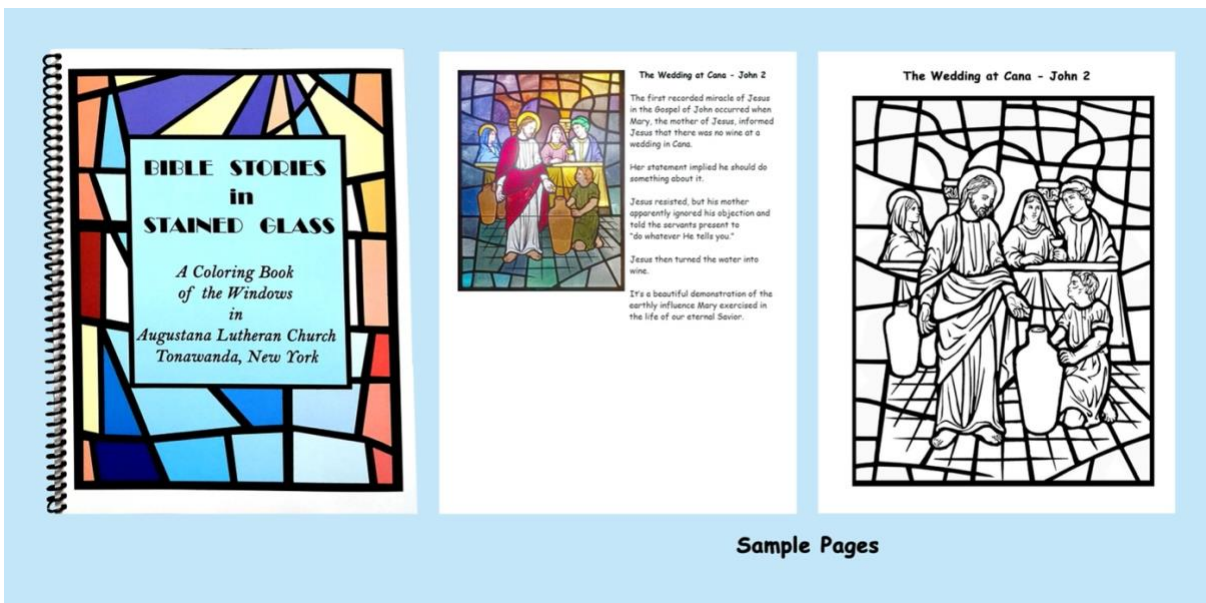 BIBLE STORIES
in
STAINED GLASS
A Coloring Book
of the Windows
in
Augustana Lutheran Church
Tonawanda, New York
The Wedding at Cana - John 2
The first recorded miracle of Jesus
in the Gospel of John occurred when
Mary, the mother of Jesus, informed
Jesus that there was no wine at a
wedding in Cana.
Her statement implied he should do
something about it.
Jesus resisted, but his mother
apparently ignored his objection and
told the servants present to
"do whatever He tells you."
Jesus then turned the water into
wine.
It's a beautiful demonstration of the
earthly influence Mary exercised in
the life of our eternal Savior.
The Wedding at Cana - John 2
Sample Pages